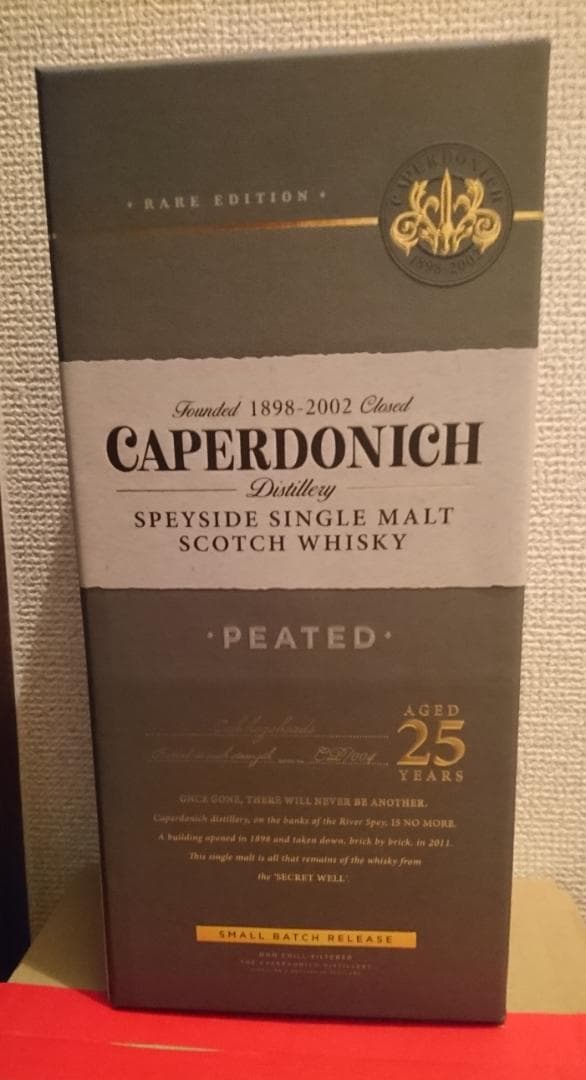 • RARE EDITION •
CAPERDONICH
1898-2002
Founded 1898-2002 Closed
CAPERDONICH
Distillery
SPEYSIDE SINGLE MALT
SCOTCH WHISKY
•PEATED•
AGED
25
YEARS
ONCE GONE, THERE WILL NEVER BE ANOTHER.
Caperdonich distillery, on the banks of the River Spey, IS NO MORE.
A building opened in 1898 and taken down, brick by brick, in 2011.
This single malt is all that remains of the whisky from
the 'SECRET WELL'.
SMALL BATCH RELEASE
NON CHILL-FILTERED
THE CAPERDONICH DISTILLERY